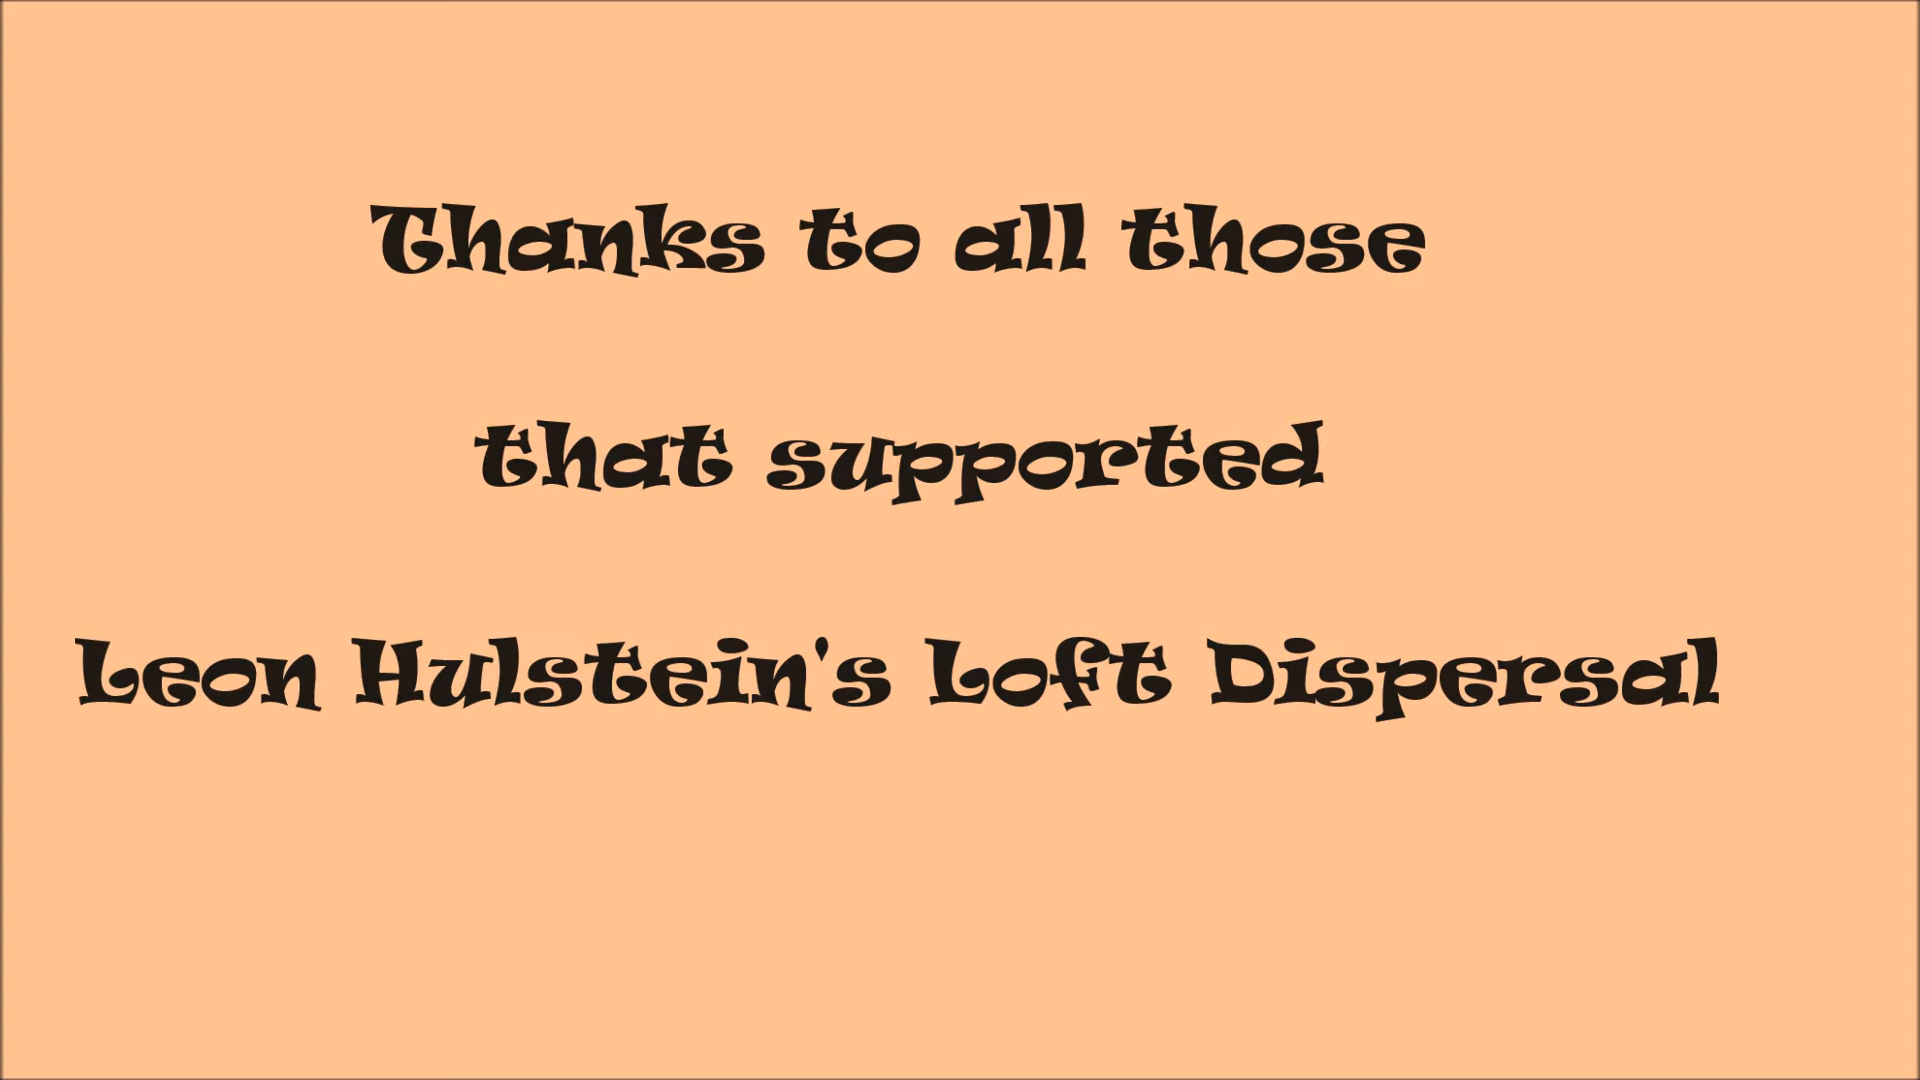 Thanks to all those
that supported
Leon Hulstein's Loft Dispersal